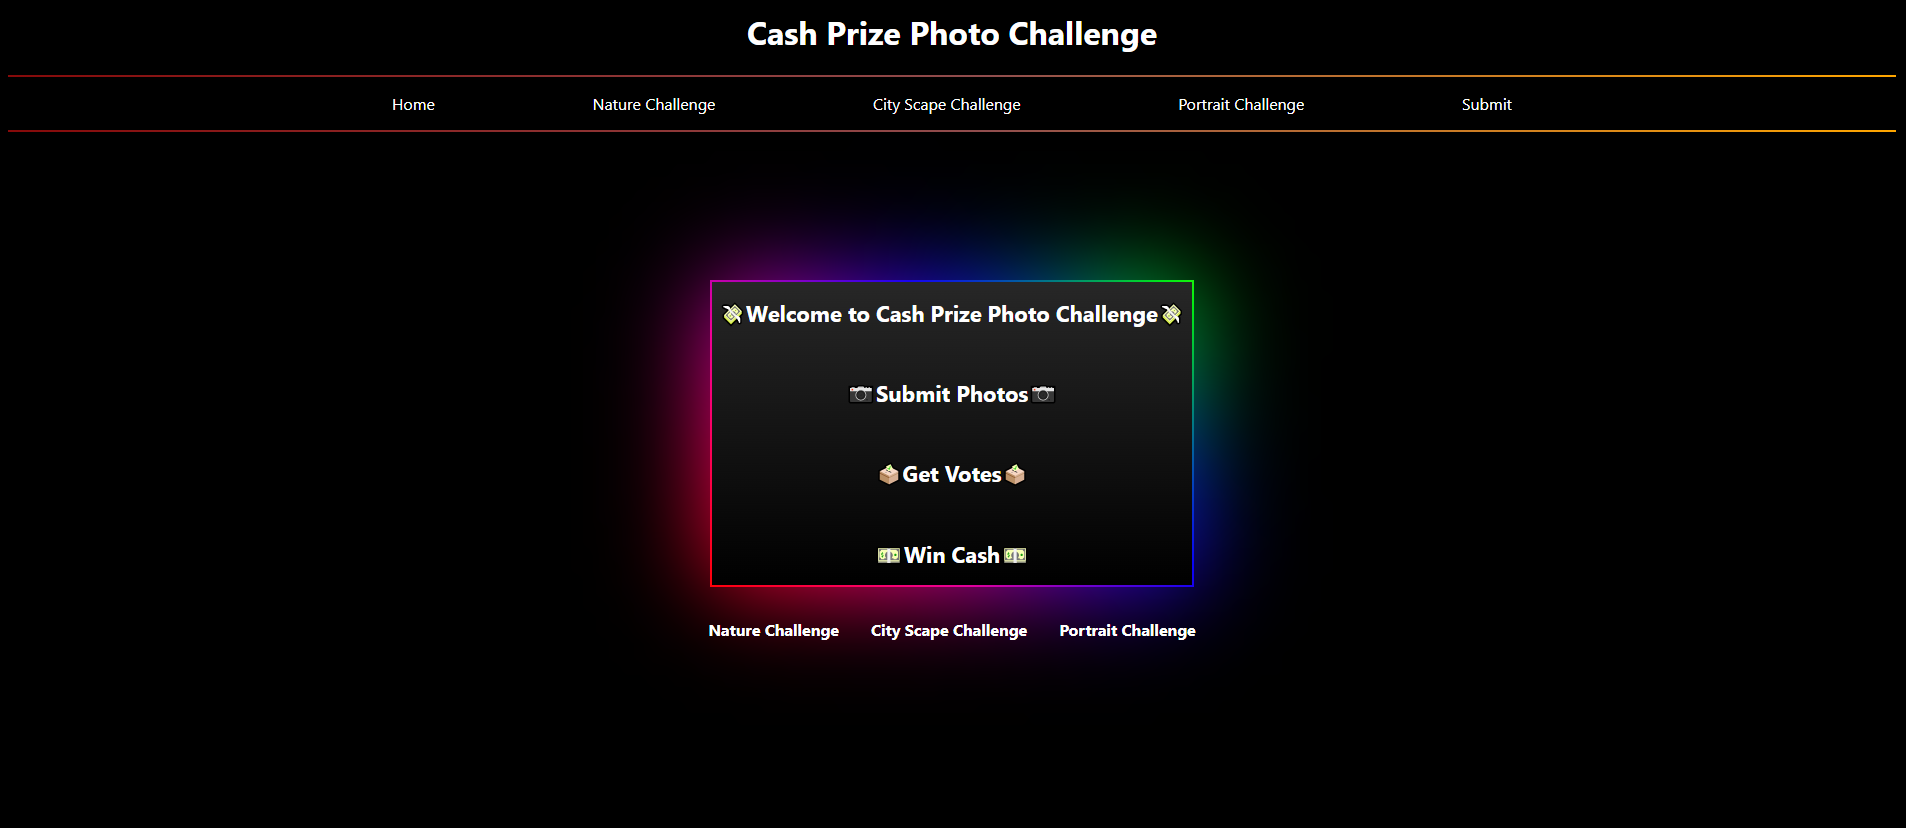 Cash Prize Photo Challenge
Home Nature Challenge City Scape Challenge Portrait Challenge Submit
💸Welcome to Cash Prize Photo Challenge💸
📷Submit Photos📷
🗳Get Votes🗳
💵Win Cash💵
Nature Challenge City Scape Challenge Portrait Challenge